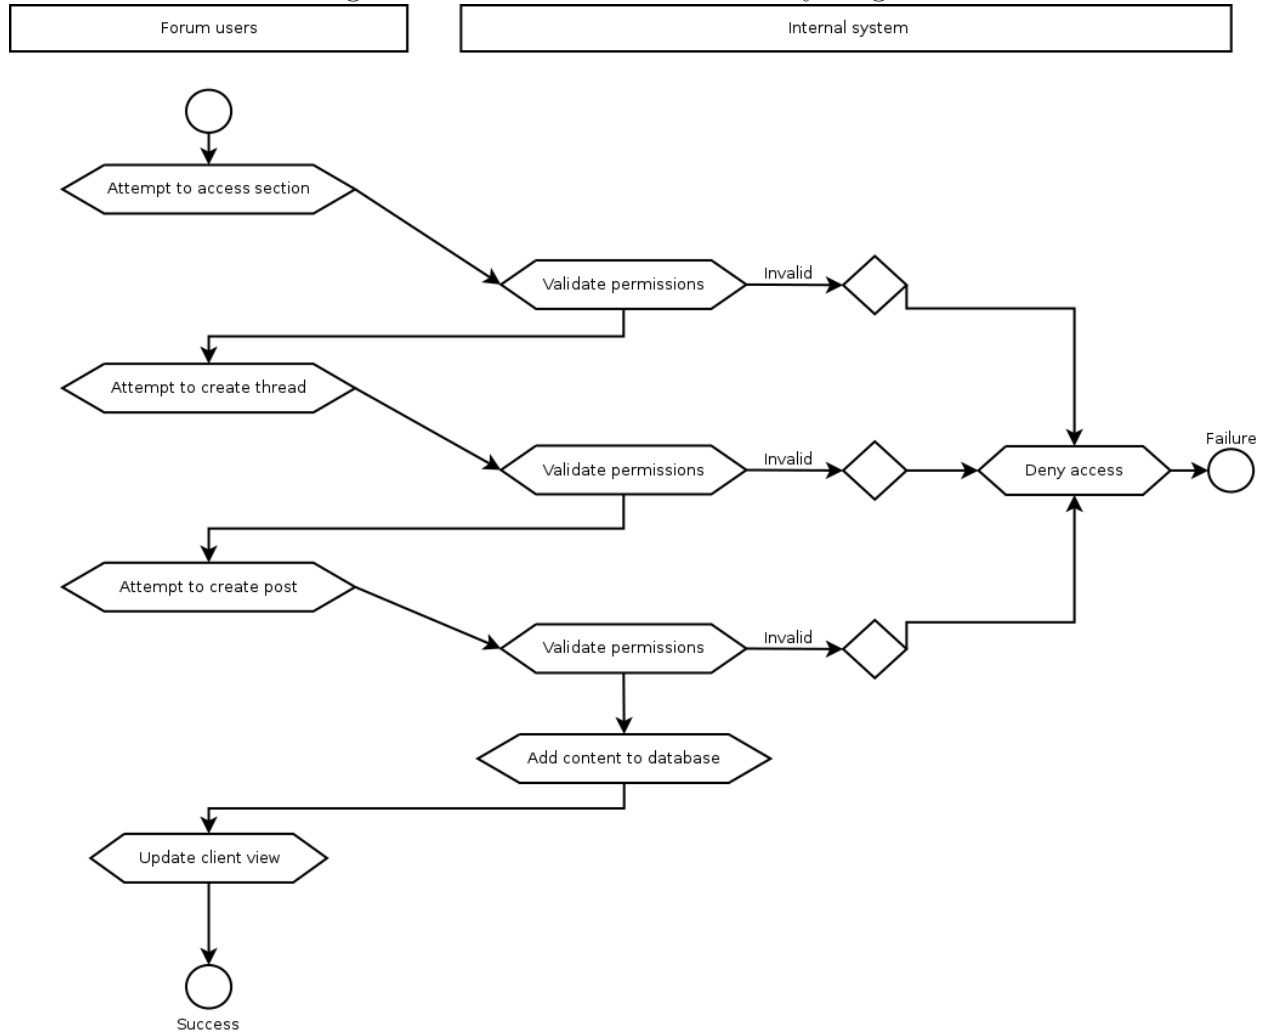 Forum users
Internal system
Attempt to access section
Validate permissions
Invalid
Attempt to create thread
Validate permissions
Invalid
Deny access
Failure
Attempt to create post
Validate permissions
Invalid
Add content to database
Update client view
Success